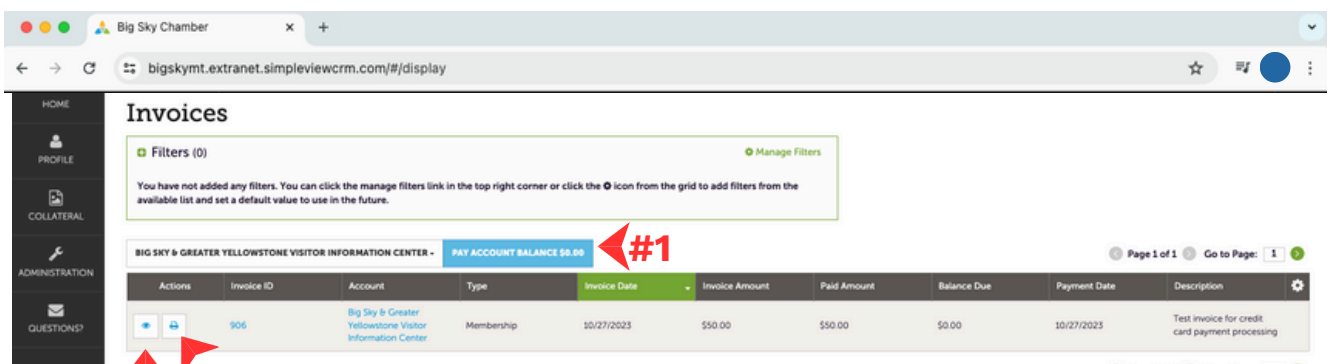 Big Sky Chamber
bigskymt.extranet.simpleviewcrm.com/#/display
HOME
PROFILE
COLLATERAL
ADMINISTRATION
QUESTIONS?
Invoices
Filters (0)
Manage Filters
You have not added any filters. You can click the manage filters link in the top right corner or click the icon from the grid to add filters from the
available list and set a default value to use in the future.
BIG SKY & GREATER YELLOWSTONE VISITOR INFORMATION CENTER
PAY ACCOUNT BALANCE $0.00
#1
Page 1 of 1 Go to Page: 1
Actions Invoice ID Account Type Invoice Date Invoice Amount Paid Amount Balance Due Payment Date Description
906
Big Sky & Greater
Yellowstone Visitor
Information Center
Membership
10/27/2023
$50.00
$50.00
$0.00
10/27/2023
Test invoice for credit
card payment processing